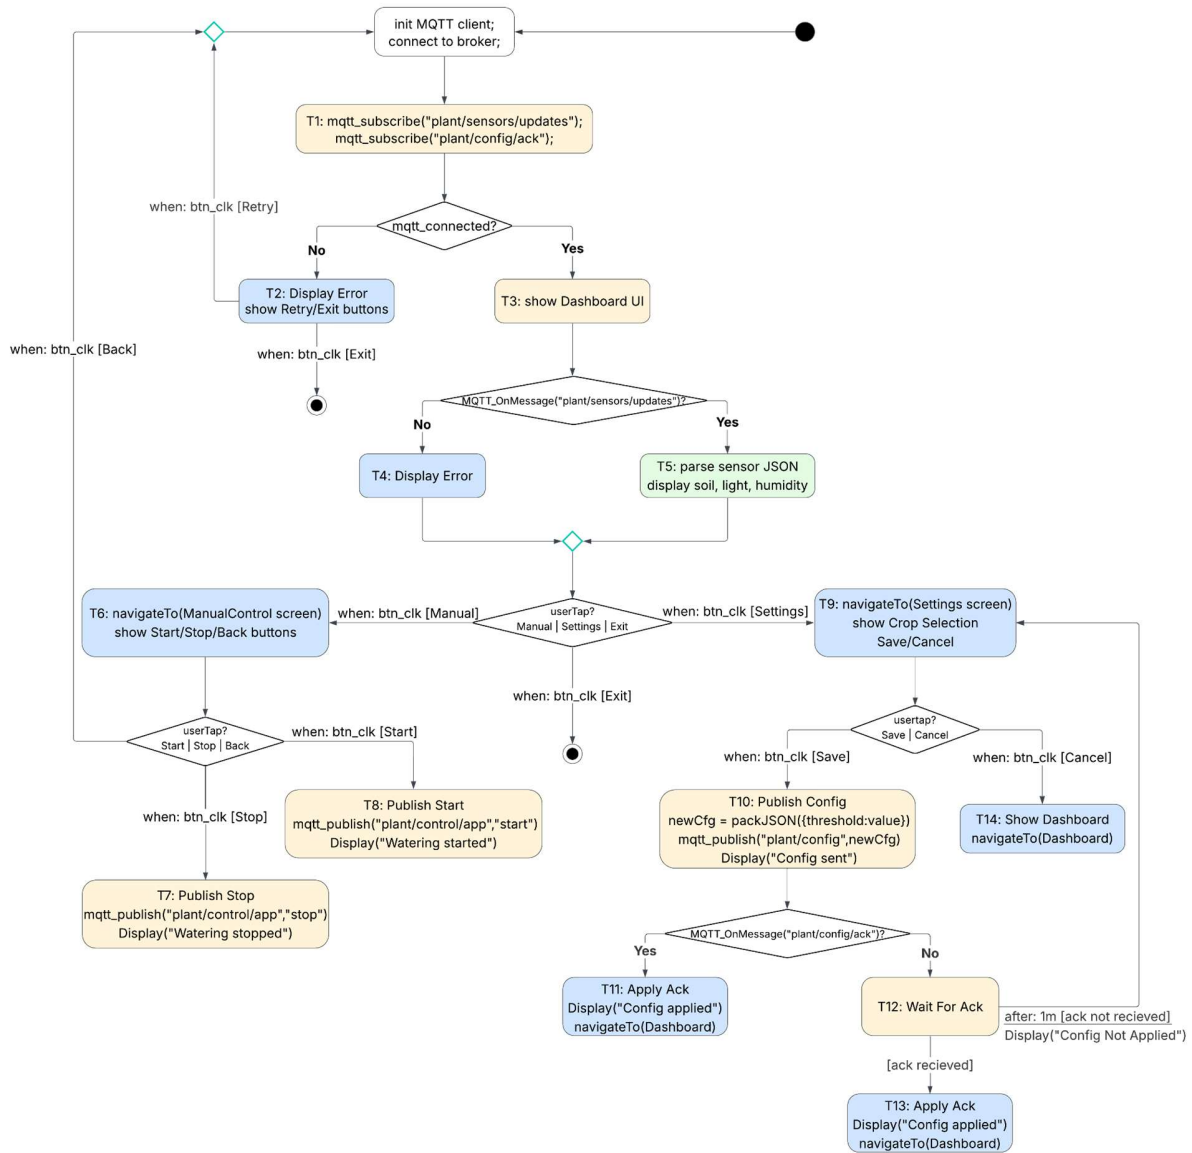 init MQTT client;
connect to broker;
T1: mqtt_subscribe("plant/sensors/updates");
mqtt_subscribe("plant/config/ack");
when: btn_clk [Retry]
mqtt_connected?
No
Yes
T2: Display Error
show Retry/Exit buttons
T3: show Dashboard UI
when: btn_clk [Back]
when: btn_clk [Exit]
MQTT_OnMessage("plant/sensors/updates")?
No
Yes
T4: Display Error
T5: parse sensor JSON
display soil, light, humidity
T6: navigateTo(ManualControl screen)
show Start/Stop/Back buttons
when: btn_clk [Manual]
userTap?
Manual | Settings | Exit
when: btn_clk [Settings]
T9: navigateTo(Settings screen)
show Crop Selection
Save/Cancel
when: btn_clk [Exit]
userTap?
Start | Stop | Back
when: btn_clk [Start]
usertap?
Save | Cancel
when: btn_clk [Save]
when: btn_clk [Cancel]
when: btn_clk [Stop]
T8: Publish Start
mqtt_publish("plant/control/app","start")
Display("Watering started")
T10: Publish Config
newCfg = packJSON({threshold:value})
mqtt_publish("plant/config",newCfg)
Display("Config sent")
T14: Show Dashboard
navigateTo(Dashboard)
T7: Publish Stop
mqtt_publish("plant/control/app","stop")
Display("Watering stopped")
MQTT_OnMessage("plant/config/ack")?
Yes
No
T11: Apply Ack
Display("Config applied")
navigateTo(Dashboard)
T12: Wait For Ack
after: 1m [ack not recieved]
Display("Config Not Applied")
[ack recieved]
T13: Apply Ack
Display("Config applied")
navigateTo(Dashboard)